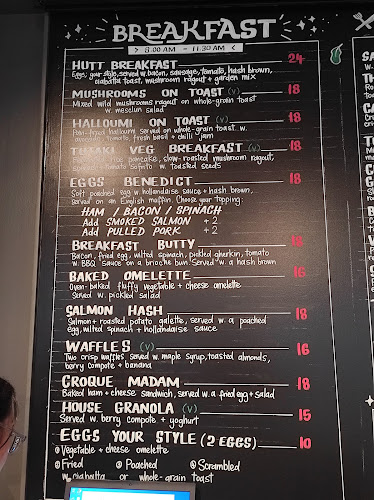 BREAKFAST
8.00 AM - 11.30 AM
HUTT BREAKFAST 24
Eggs; your style, served w. bacon, sausage, tomato, hash brown,
ciabatta toast, mushroom ragout + garden mix
MUSHROOMS ON TOAST (V) 18
Mixed wild mushrooms ragout on whole-grain toast
w. mesclun salad
HALLOUMI ON TOAST (V) 18
Pan-fried halloumi served on whole-grain toast w.
tomato, fresh basil + chilli jam
VEG BREAKFAST 18
pancake, slow-roasted mushroom ragout,
tomato w. toasted seeds
EGGS BENEDICT 18
Soft poached egg w. hollandaise sauce + hash brown,
served on an English muffin. Choose your topping:
HAM / BACON / SPINACH
Add SMOKED SALMON + 2
Add PULLED PORK + 2
BREAKFAST BUTTY
Bacon, fried egg, wilted spinach, pickled gherkin, tomato
w. BBQ sauce on a brioche bun. Served w. a hash brown
BAKED OMELETTE 16
Oven-baked fluffy vegetable + cheese omelette
served w. pickled salad
SALMON HASH 18
Salmon + roasted potato galette, served w. a poached
egg, wilted spinach + hollandaise sauce
WAFFLES (V) 16
Two crisp waffles served w. maple syrup, toasted almonds,
berry compote + banana
CROQUE MADAM 18
Baked ham + cheese sandwich, served w. a fried egg + salad
HOUSE GRANOLA (V) 15
Served w. berry compote + yoghurt
EGGS YOUR STYLE (2 EGGS) 10
Vegetable + cheese omelette
Fried Poached Scrambled
w. ciabatta or whole-grain toast